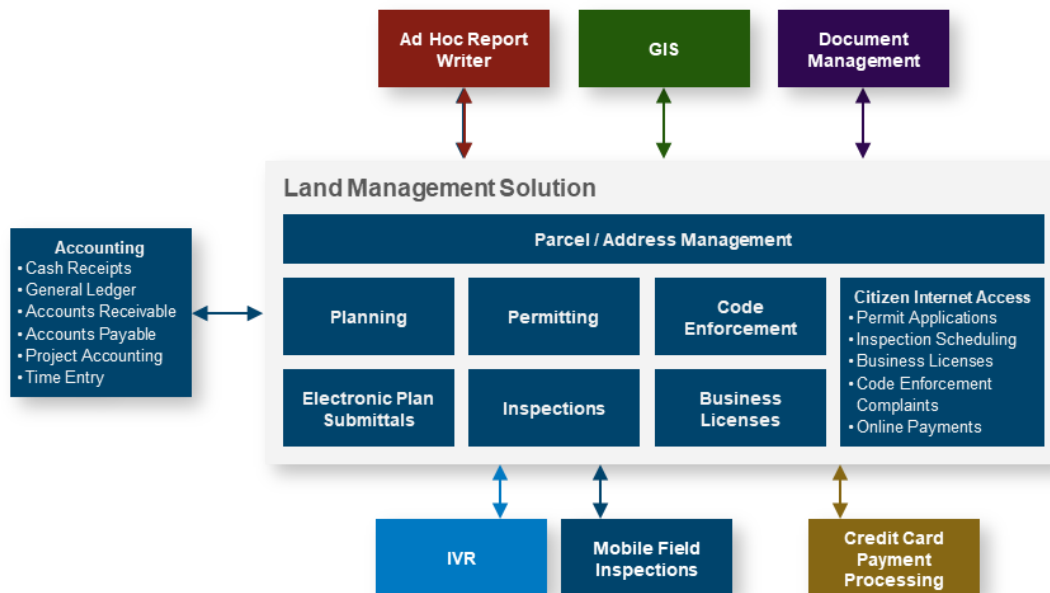 Ad Hoc Report
Writer
GIS
Document
Management
Land Management Solution
Parcel / Address Management
Accounting
• Cash Receipts
• General Ledger
• Accounts Receivable
• Accounts Payable
• Project Accounting
• Time Entry
Planning
Permitting
Code
Enforcement
Electronic Plan
Submittals
Inspections
Business
Licenses
Citizen Internet Access
• Permit Applications
• Inspection Scheduling
• Business Licenses
• Code Enforcement
Complaints
• Online Payments
IVR
Mobile Field
Inspections
Credit Card
Payment
Processing